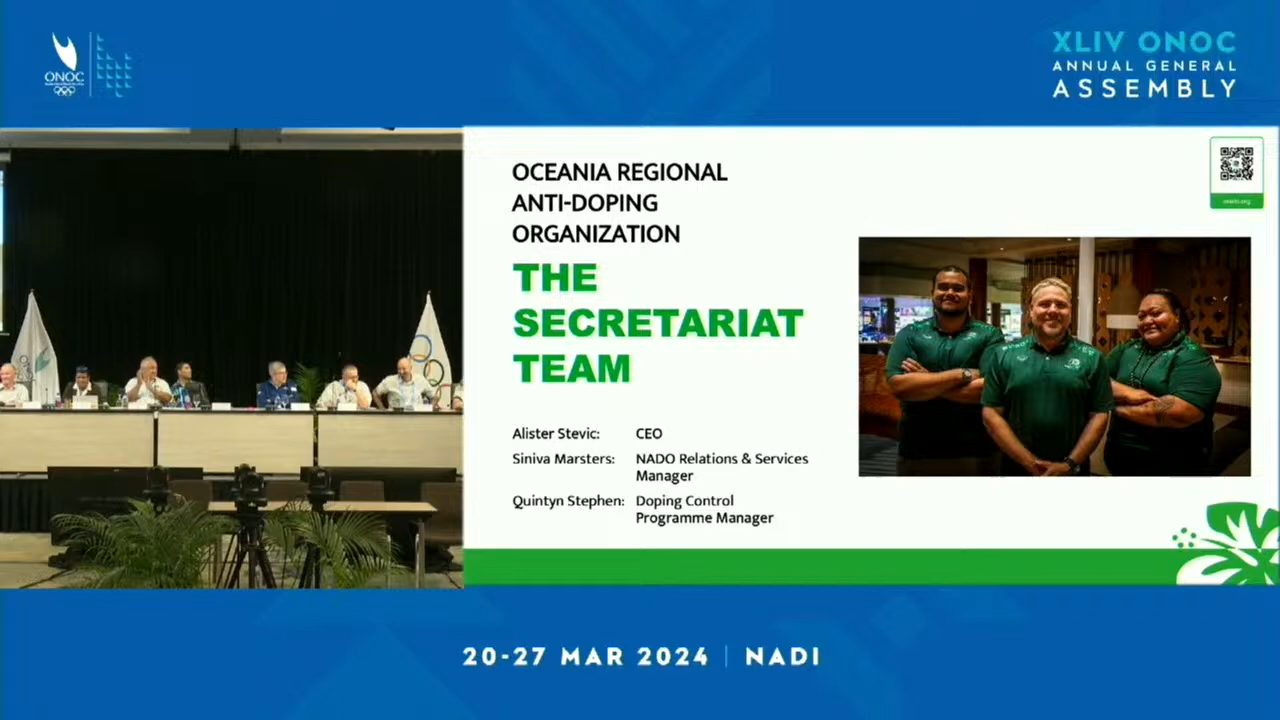 ONOC
XLIV ONOC
ANNUAL GENERAL
ASSEMBLY
OCEANIA REGIONAL
ANTI-DOPING
ORGANIZATION
THE
SECRETARIAT
TEAM
Alister Stevic: CEO
Siniva Marsters: NADO Relations & Services
Manager
Quintyn Stephen: Doping Control
Programme Manager
20-27 MAR 2024 | NADI